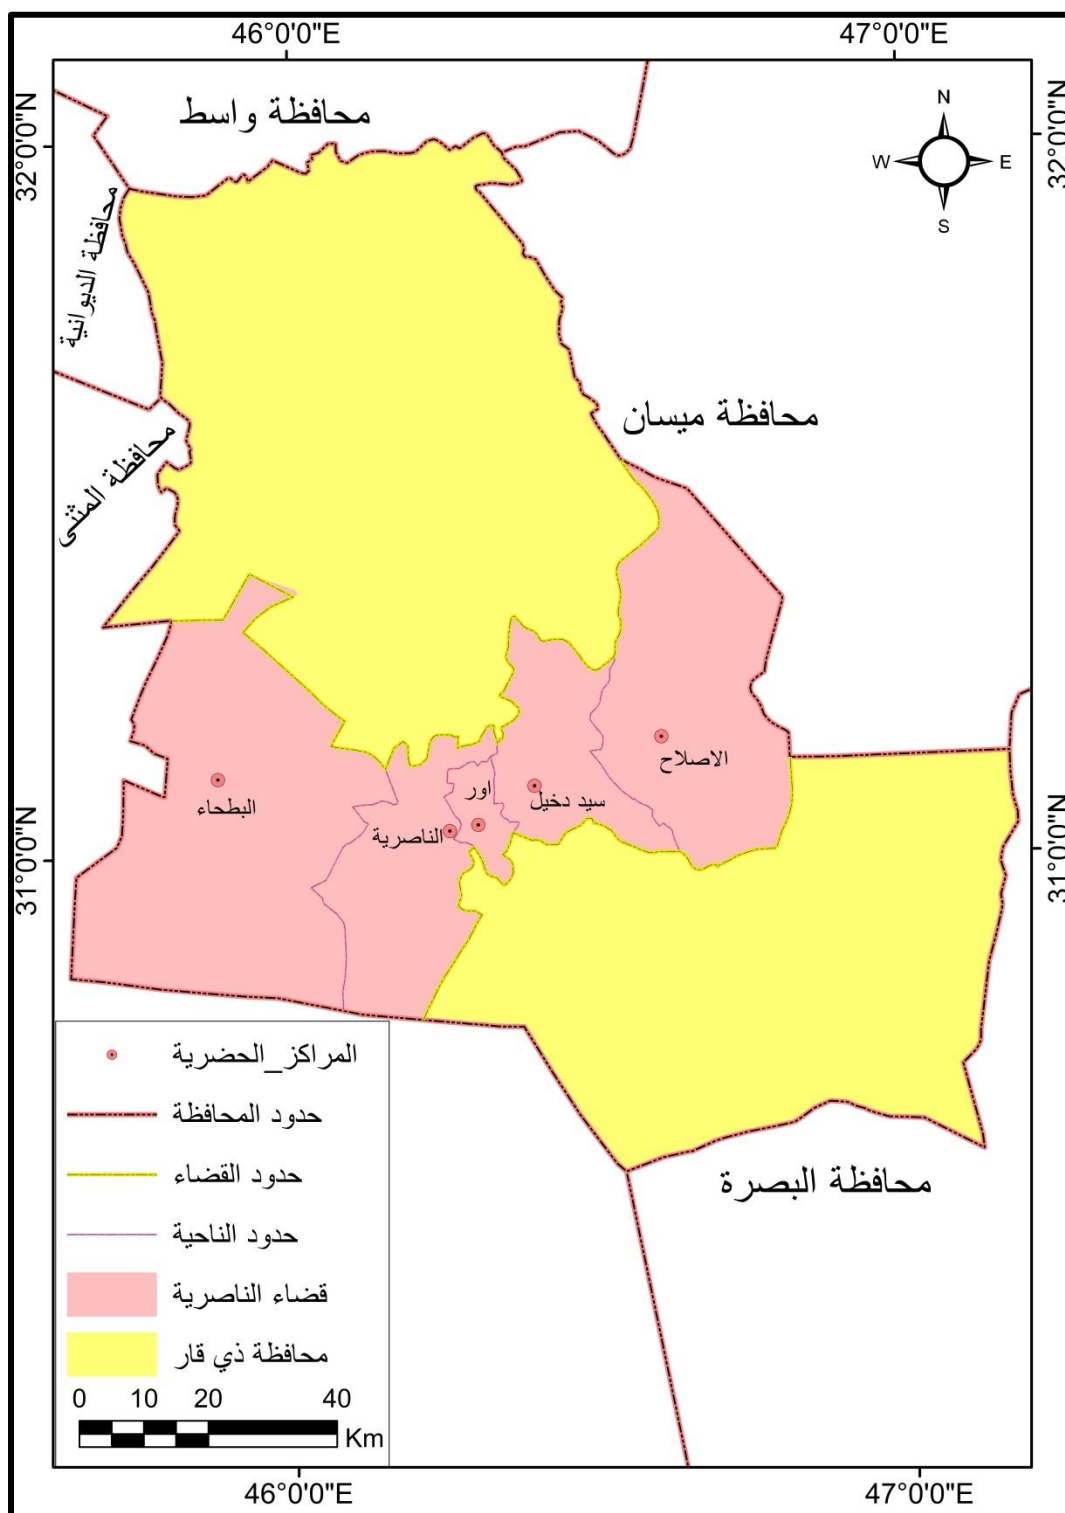 46°0'0"E
47°0'0"E
32°0'0"N
32°0'0"N
محافظة واسط
N
W
E
S
محافظة الديوانية
محافظة ميسان
محافظة المثنى
الاصلاح
اور
سيد دخيل
البطحاء
الناصرية
31°0'0"N
31°0'0"N
محافظة البصرة
المراكز_الحضرية
حدود المحافظة
حدود القضاء
حدود الناحية
قضاء الناصرية
محافظة ذي قار
0 10 20 40
Km
46°0'0"E
47°0'0"E